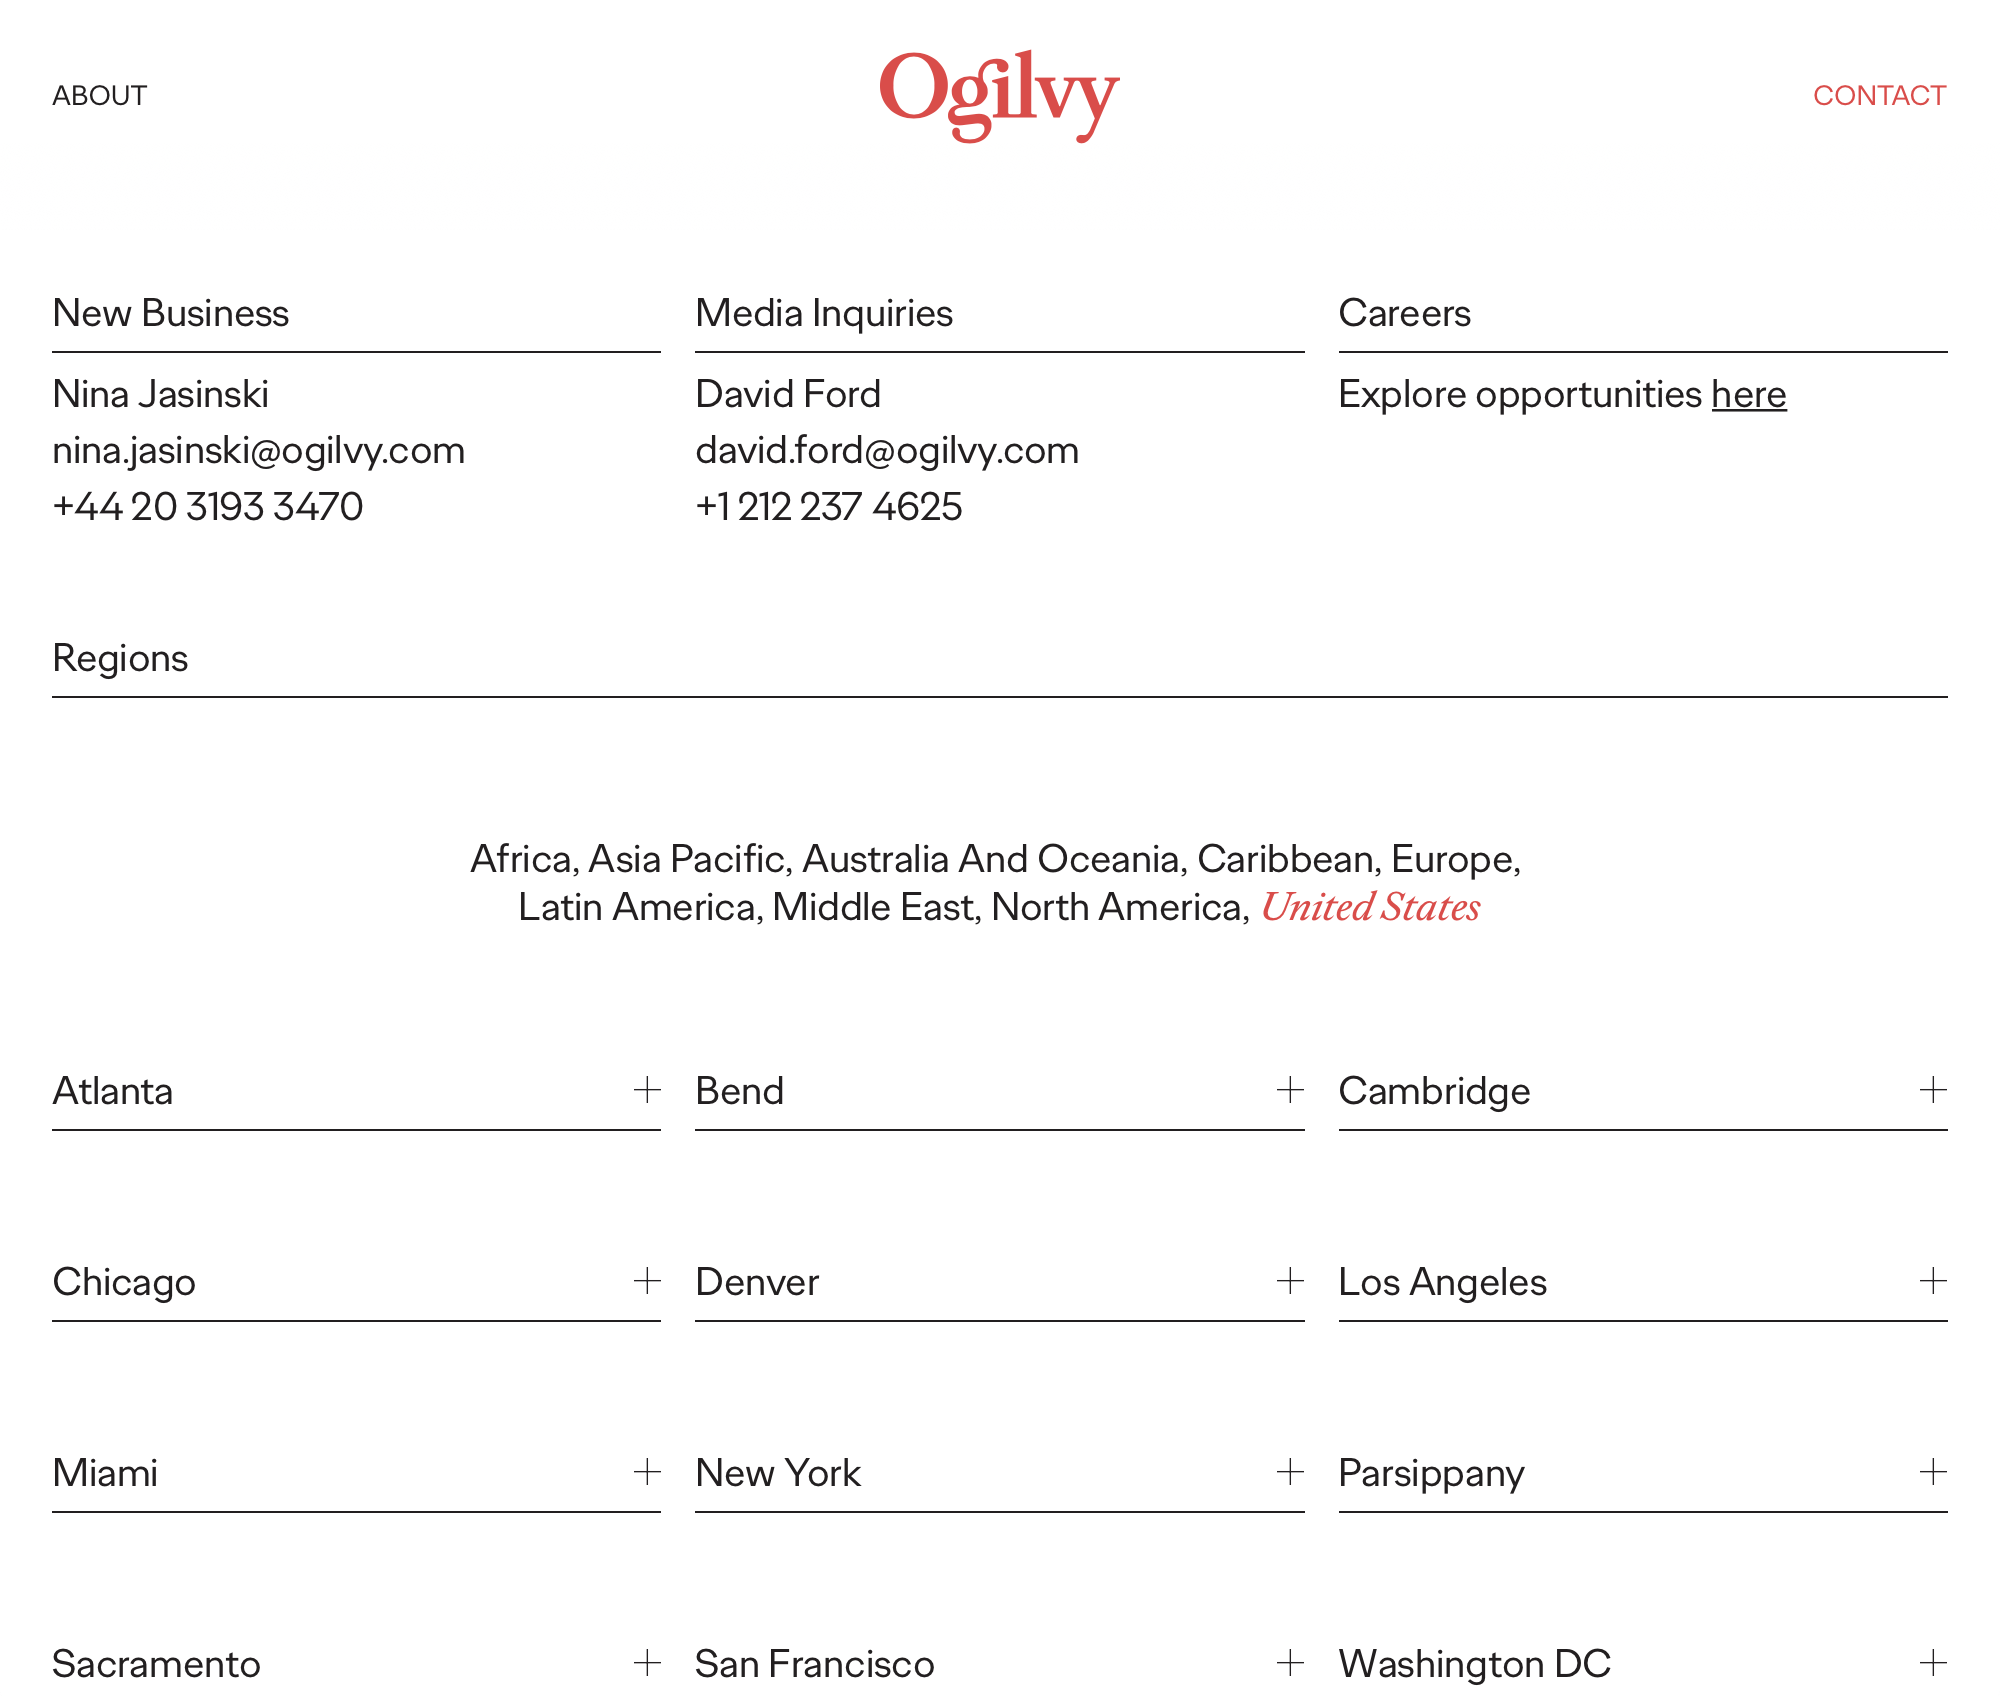 ABOUT
Ogilvy
CONTACT
New Business
Nina Jasinski
nina.jasinski@ogilvy.com
+44 20 3193 3470
Media Inquiries
David Ford
david.ford@ogilvy.com
+1 212 237 4625
Careers
Explore opportunities here
Regions
Africa, Asia Pacific, Australia And Oceania, Caribbean, Europe,
Latin America, Middle East, North America, United States
Atlanta
Bend
Cambridge
Chicago
Denver
Los Angeles
Miami
New York
Parsippany
Sacramento
San Francisco
Washington DC